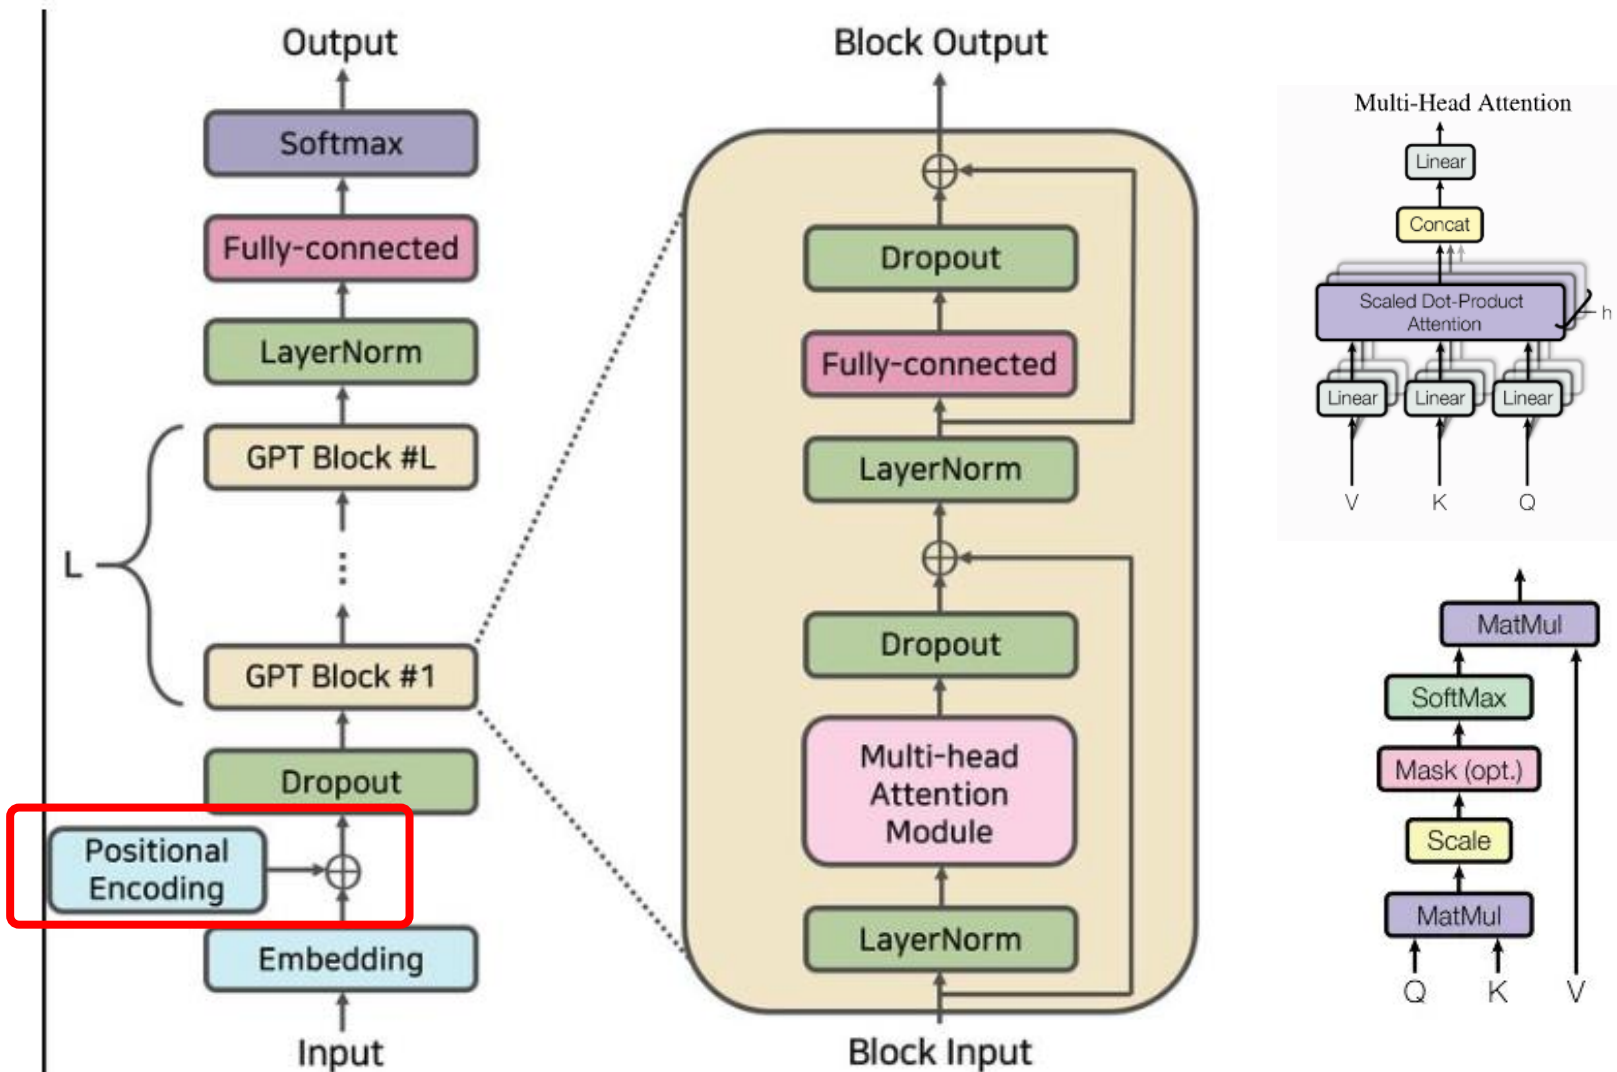 Output
Softmax
Fully-connected
LayerNorm
GPT Block #L
L
GPT Block #1
Dropout
Positional
Encoding
Embedding
Input
Block Output
Dropout
Fully-connected
LayerNorm
Dropout
Multi-head
Attention
Module
LayerNorm
Block Input
Multi-Head Attention
Linear
Concat
Scaled Dot-Product
Attention
h
Linear
Linear
Linear
V
K
Q
MatMul
SoftMax
Mask (opt.)
Scale
MatMul
Q
K
V